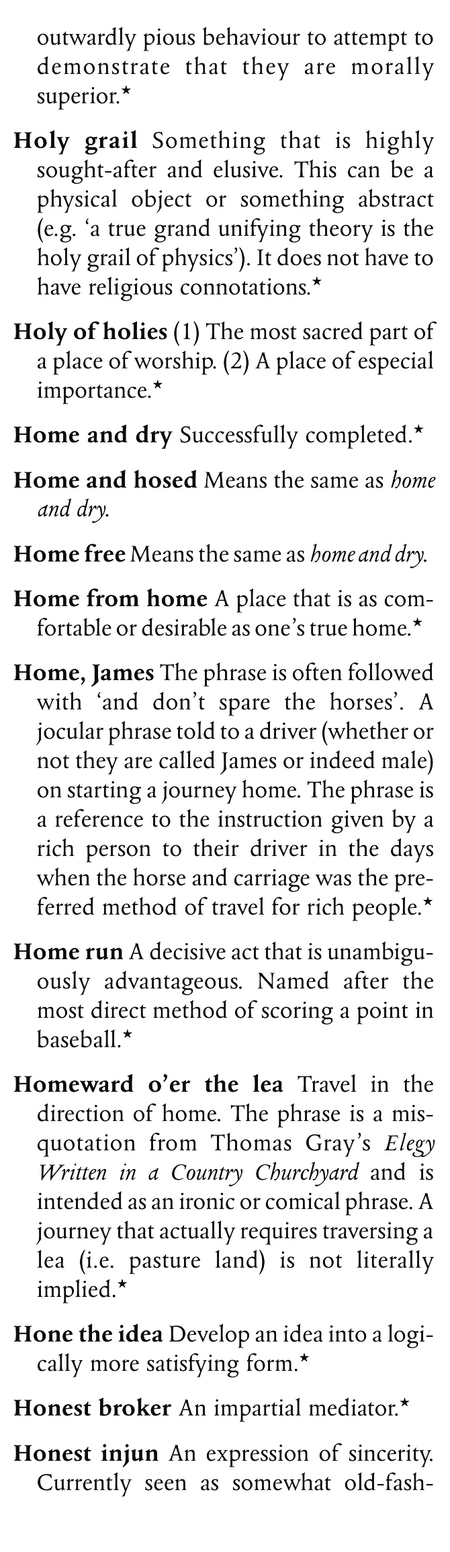 outwardly pious behaviour to attempt to
demonstrate that they are morally
superior.★
Holy grail Something that is highly
sought-after and elusive. This can be a
physical object or something abstract
(e.g. ‘a true grand unifying theory is the
holy grail of physics’). It does not have to
have religious connotations.★
Holy of holies (1) The most sacred part of
a place of worship. (2) A place of especial
importance.★
Home and dry Successfully completed.★
Home and hosed Means the same as home
and dry.
Home free Means the same as home and dry.
Home from home A place that is as com-
fortable or desirable as one’s true home.★
Home, James The phrase is often followed
with ‘and don’t spare the horses’. A
jocular phrase told to a driver (whether or
not they are called James or indeed male)
on starting a journey home. The phrase is
a reference to the instruction given by a
rich person to their driver in the days
when the horse and carriage was the pre-
ferred method of travel for rich people.★
Home run A decisive act that is unambigu-
ously advantageous. Named after the
most direct method of scoring a point in
baseball.★
Homeward o’er the lea Travel in the
direction of home. The phrase is a mis-
quotation from Thomas Gray’s Elegy
Written in a Country Churchyard and is
intended as an ironic or comical phrase. A
journey that actually requires traversing a
lea (i.e. pasture land) is not literally
implied.★
Hone the idea Develop an idea into a logi-
cally more satisfying form.★
Honest broker An impartial mediator.★
Honest injun An expression of sincerity.
Currently seen as somewhat old-fash-